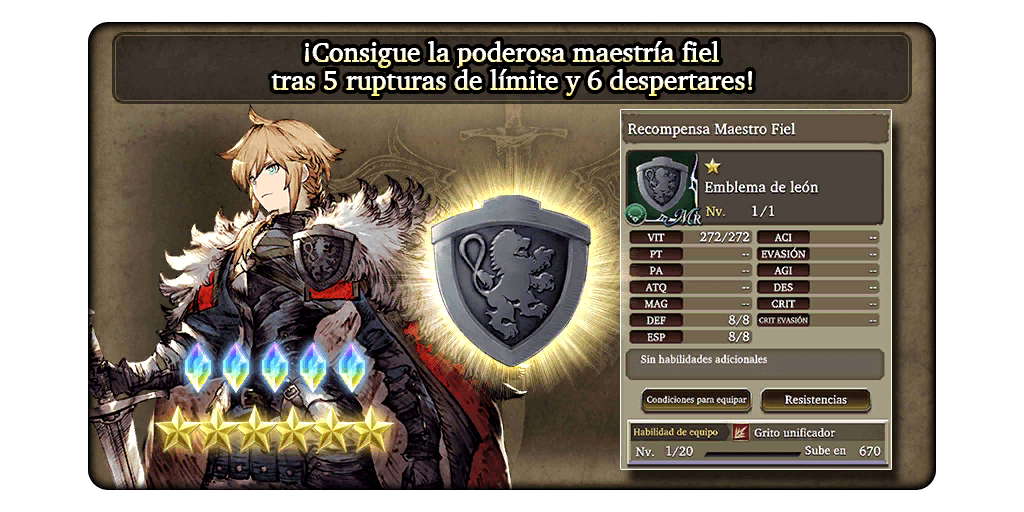 ¡Consigue la poderosa maestría fiel
tras 5 rupturas de límite y 6 despertares!
Recompensa Maestro Fiel
Emblema de león
MR
Nv. 1/1
VIT 272/272 ACI --
PT -- EVASIÓN --
PA -- AGI --
ATQ -- DES --
MAG -- CRIT --
DEF 8/8 CRIT EVASIÓN --
ESP 8/8
Sin habilidades adicionales
Condiciones para equipar Resistencias
Habilidad de equipo Grito unificador
Nv. 1/20 Sube en 670